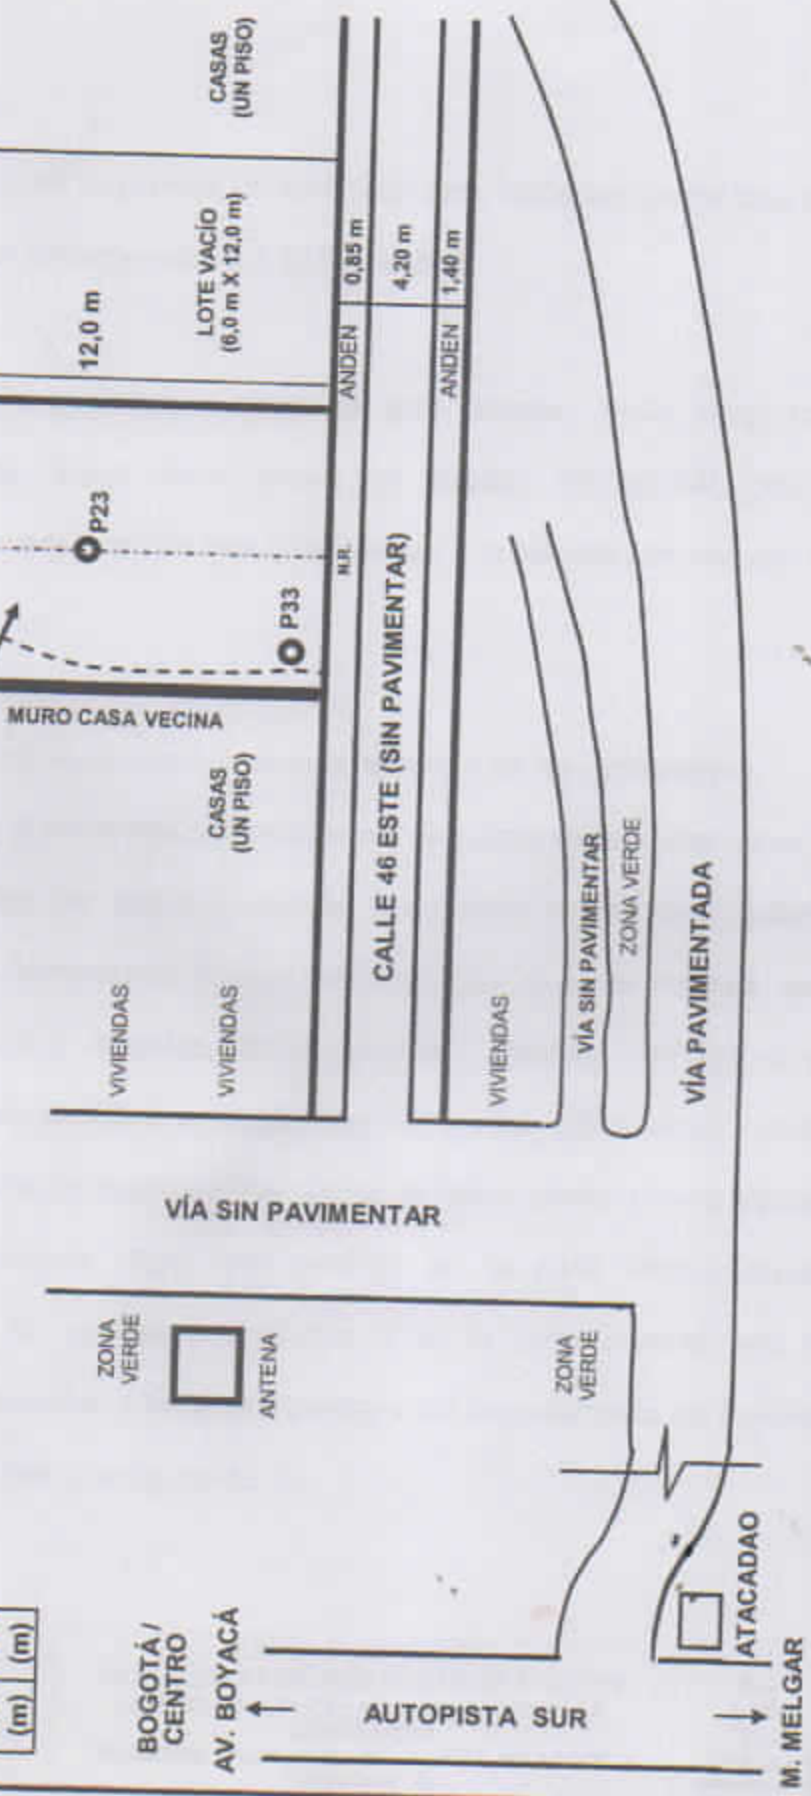 CASAS
(UN PISO)
LOTE VACÍO
(6,0 m X 12,0 m)
12,0 m
ANDEN 0,85 m
4,20 m
ANDEN 1,40 m
P23
N.R.
P33
MURO CASA VECINA
CASAS
(UN PISO)
CALLE 46 ESTE (SIN PAVIMENTAR)
VIVIENDAS
VIVIENDAS
VIVIENDAS
VÍA SIN PAVIMENTAR
ZONA VERDE
VÍA PAVIMENTADA
VÍA SIN PAVIMENTAR
ZONA
VERDE
ANTENA
ZONA
VERDE
(m) (m)
BOGOTÁ /
CENTRO
AV. BOYACÁ
AUTOPISTA SUR
ATACADAO
M. MELGAR